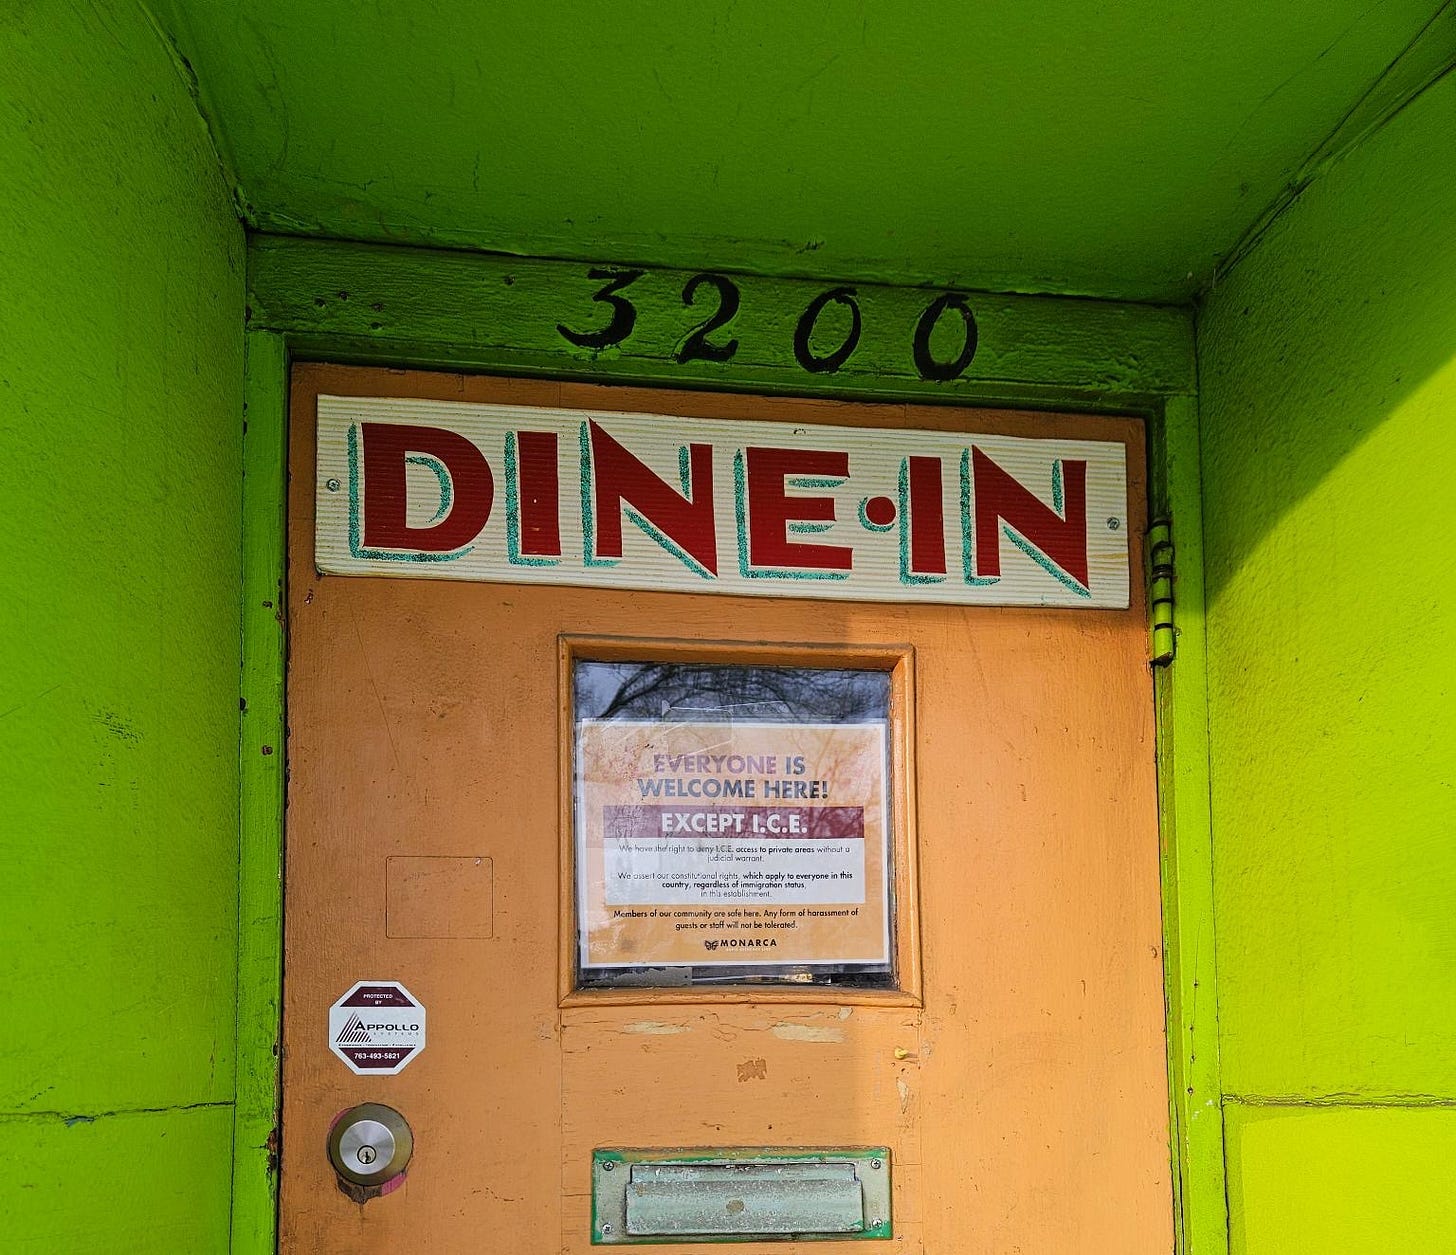 3200
DINE·IN
EVERYONE IS
WELCOME HERE!
EXCEPT I.C.E.
We have the right to deny I.C.E. access to private areas without a
judicial warrant.
We assert our constitutional rights, which apply to everyone in this
country, regardless of immigration status,
in this establishment.
Members of our community are safe here. Any form of harassment of
guests or staff will not be tolerated.
MONARCA
PROTECTED
BY
APPOLLO
SYSTEMS
763-493-5821